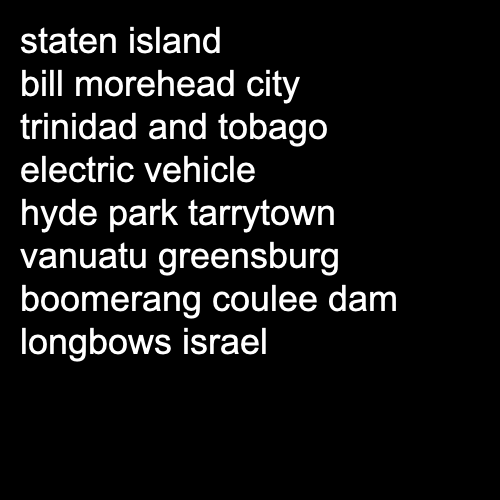 staten island
bill morehead city
trinidad and tobago
electric vehicle
hyde park tarrytown
vanuatu greensburg
boomerang coulee dam
longbows israel